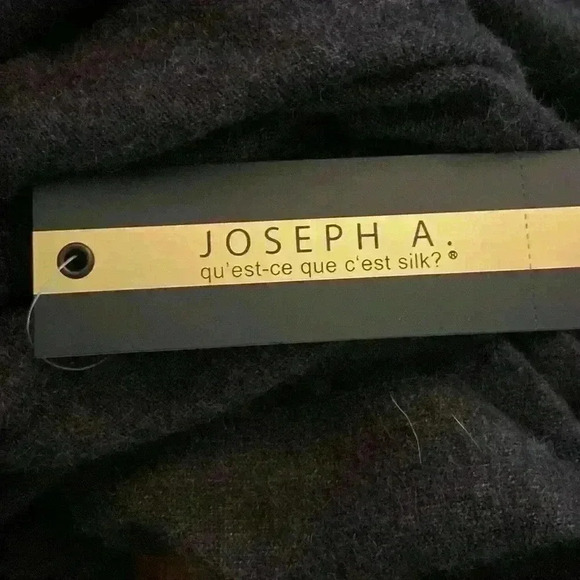 JOSEPH A.
qu'est-ce que c'est silk? ®